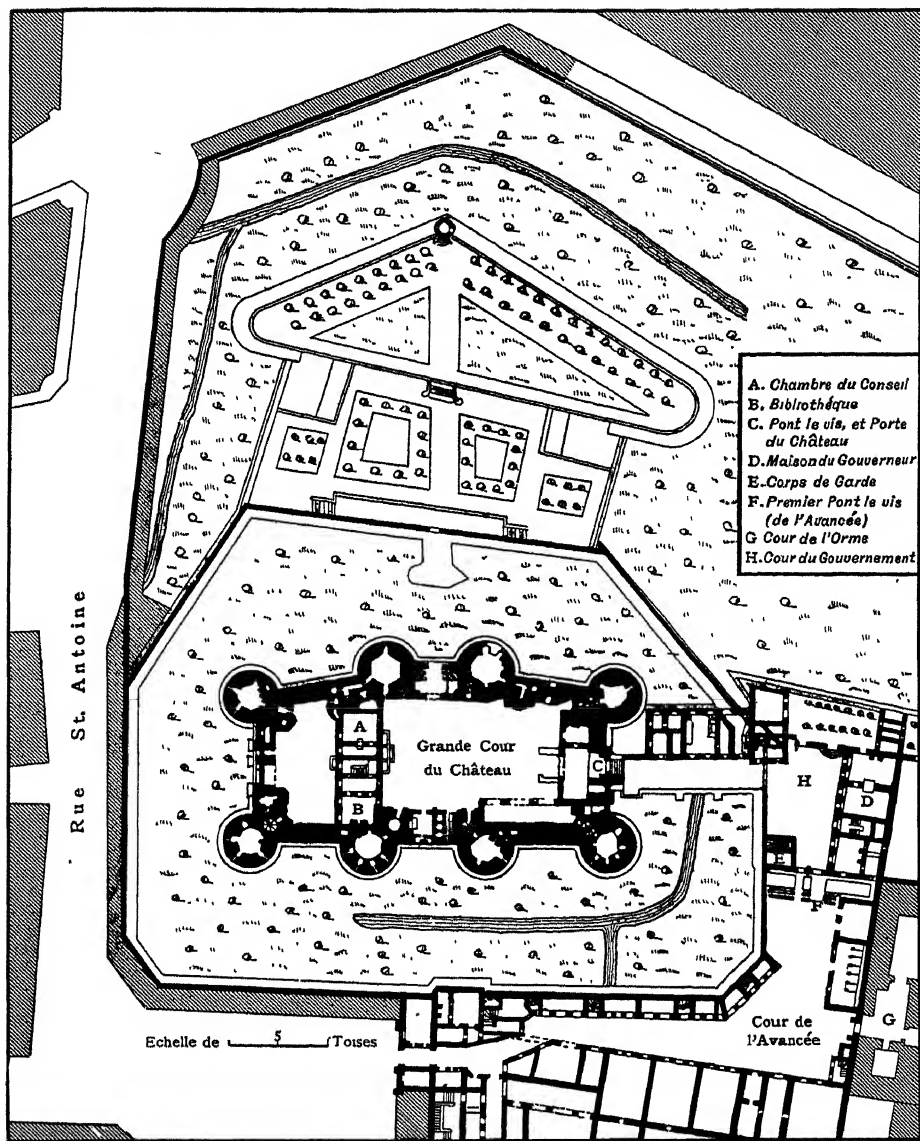 A. Chambre du Conseil
B. Bibliothéque
C. Pont le vis, et Porte
du Château
D. Maison du Gouverneur
E. Corps de Garde
F. Premier Pont le vis
(de l'Avancée)
G Cour de l'Orme
H. Cour du Gouvernement
Rue St. Antoine
A
Grande Cour
du Château
C
B
H
D
E
F
G
Cour de
l'Avancée
Echelle de 5 Toises